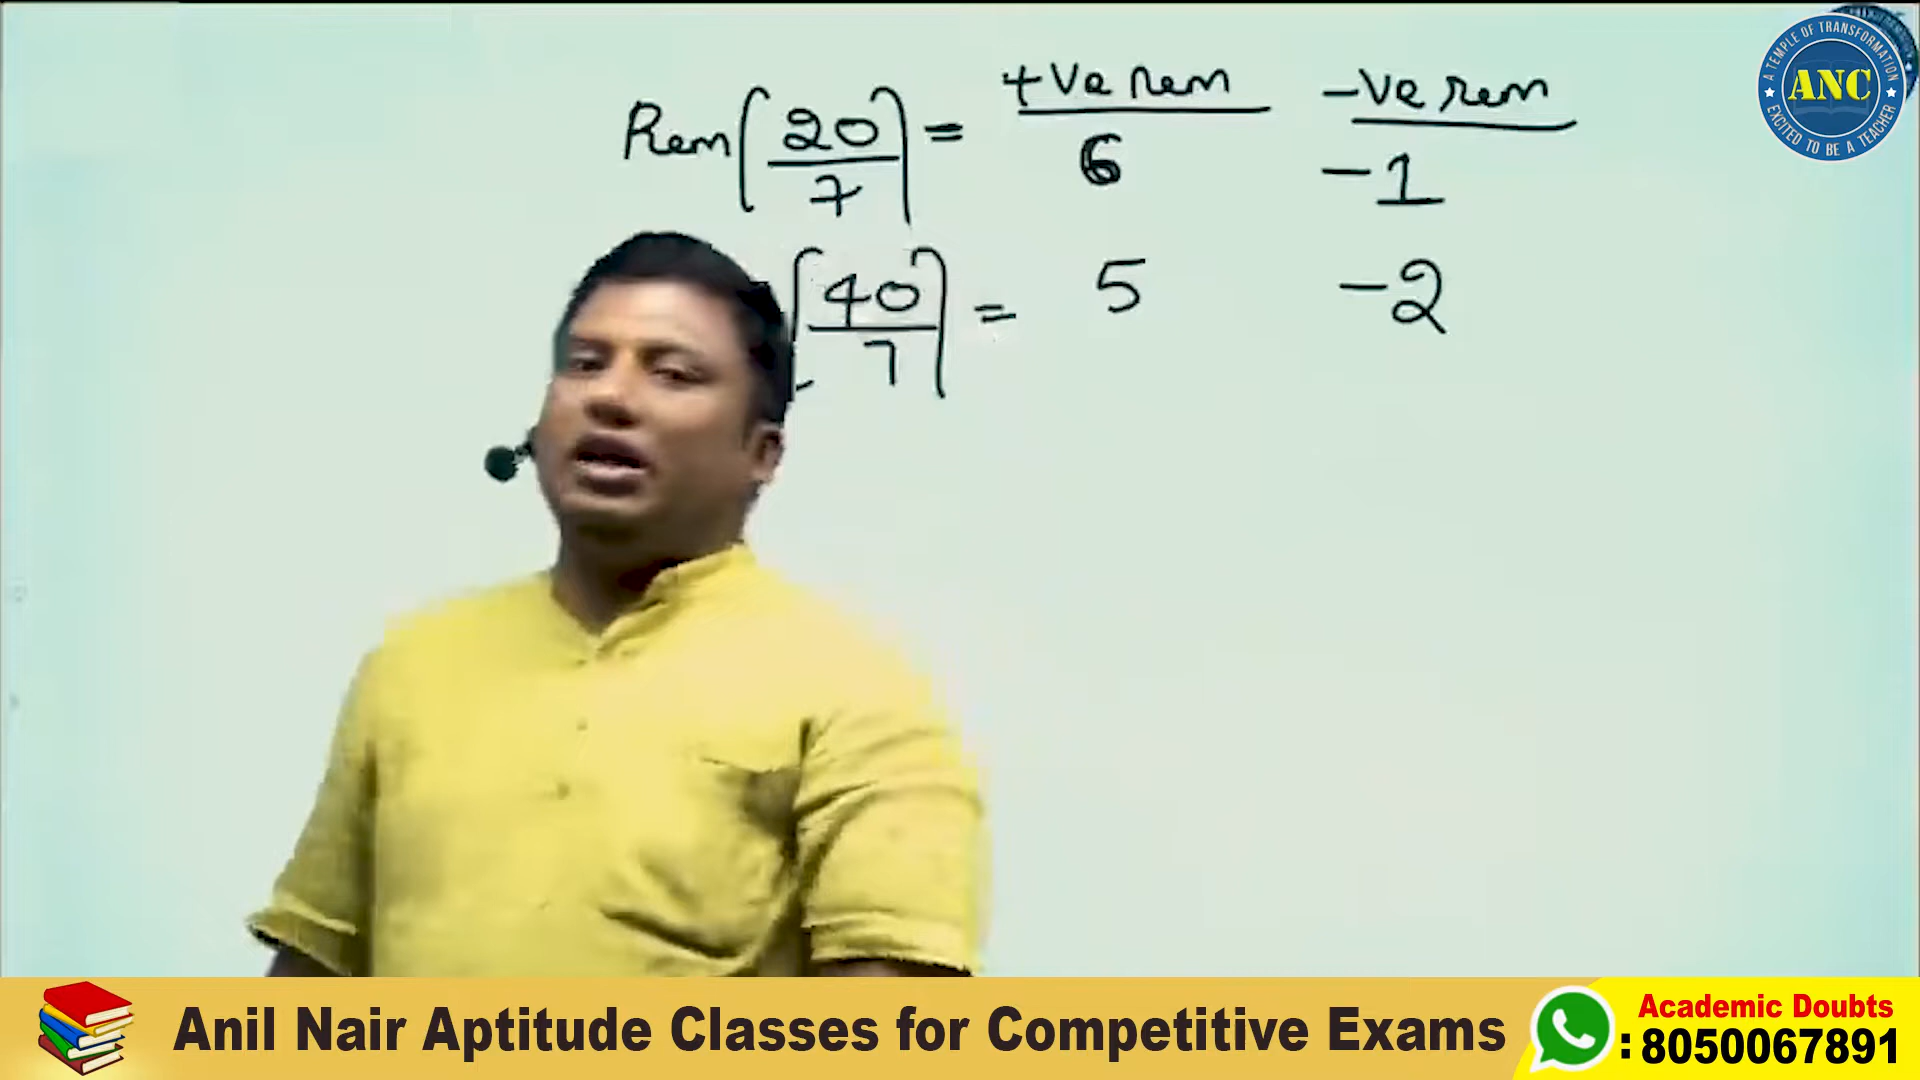 +ve rem -ve rem
Rem[20/7] = 6 -1
[40/7] = 5 -2
A TEMPLE OF TRANSFORMATION
ANC
EXCITED TO BE A TEACHER
Anil Nair Aptitude Classes for Competitive Exams
Academic Doubts
: 8050067891